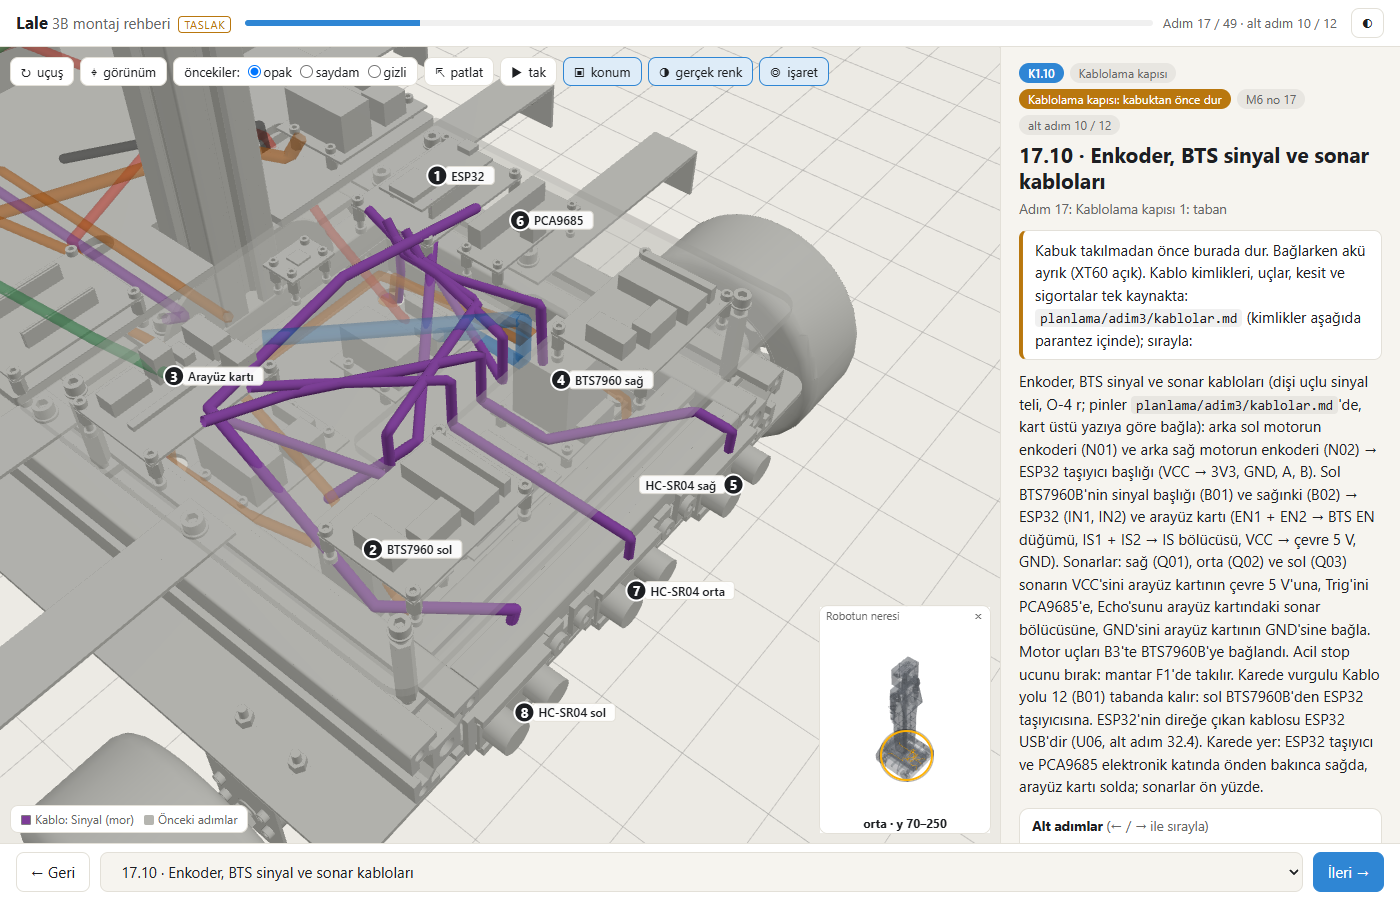 Lale 3B montaj rehberi TASLAK
Adım 17 / 49 · alt adım 10 / 12
↻ uçuş
⌖ görünüm
öncekiler: opak saydam gizli
⇱ patlat
▶ tak
▣ konum
◑ gerçek renk
◎ işaret
1 ESP32
6 PCA9685
3 Arayüz kartı
4 BTS7960 sağ
HC-SR04 sağ 5
2 BTS7960 sol
7 HC-SR04 orta
8 HC-SR04 sol
Robotun neresi ×
orta · y 70–250
Kablo: Sinyal (mor) Önceki adımlar
K1.10 Kablolama kapısı
Kablolama kapısı: kabuktan önce dur M6 no 17
alt adım 10 / 12
17.10 · Enkoder, BTS sinyal ve sonar
kabloları
Adım 17: Kablolama kapısı 1: taban
Kabuk takılmadan önce burada dur. Bağlarken akü
ayrık (XT60 açık). Kablo kimlikleri, uçlar, kesit ve
sigortalar tek kaynakta:
planlama/adim3/kablolar.md (kimlikler aşağıda
parantez içinde); sırayla:
Enkoder, BTS sinyal ve sonar kabloları (dişi uçlu sinyal
teli, O-4 r; pinler planlama/adim3/kablolar.md 'de,
kart üstü yazıya göre bağla): arka sol motorun
enkoderi (N01) ve arka sağ motorun enkoderi (N02) →
ESP32 taşıyıcı başlığı (VCC → 3V3, GND, A, B). Sol
BTS7960B'nin sinyal başlığı (B01) ve sağınki (B02) →
ESP32 (IN1, IN2) ve arayüz kartı (EN1 + EN2 → BTS EN
düğümü, IS1 + IS2 → IS bölücüsü, VCC → çevre 5 V,
GND). Sonarlar: sağ (Q01), orta (Q02) ve sol (Q03)
sonarın VCC'sini arayüz kartının çevre 5 V'una, Trig'ini
PCA9685'e, Echo'sunu arayüz kartındaki sonar
bölücüsüne, GND'sini arayüz kartının GND'sine bağla.
Motor uçları B3'te BTS7960B'ye bağlandı. Acil stop
ucunu bırak: mantar F1'de takılır. Karede vurgulu Kablo
yolu 12 (B01) tabanda kalır: sol BTS7960B'den ESP32
taşıyıcısına. ESP32'nin direğe çıkan kablosu ESP32
USB'dir (U06, alt adım 32.4). Karede yer: ESP32 taşıyıcı
ve PCA9685 elektronik katında önden bakınca sağda,
arayüz kartı solda; sonarlar ön yüzde.
Alt adımlar (← / → ile sırayla)
← Geri
17.10 · Enkoder, BTS sinyal ve sonar kabloları
İleri →